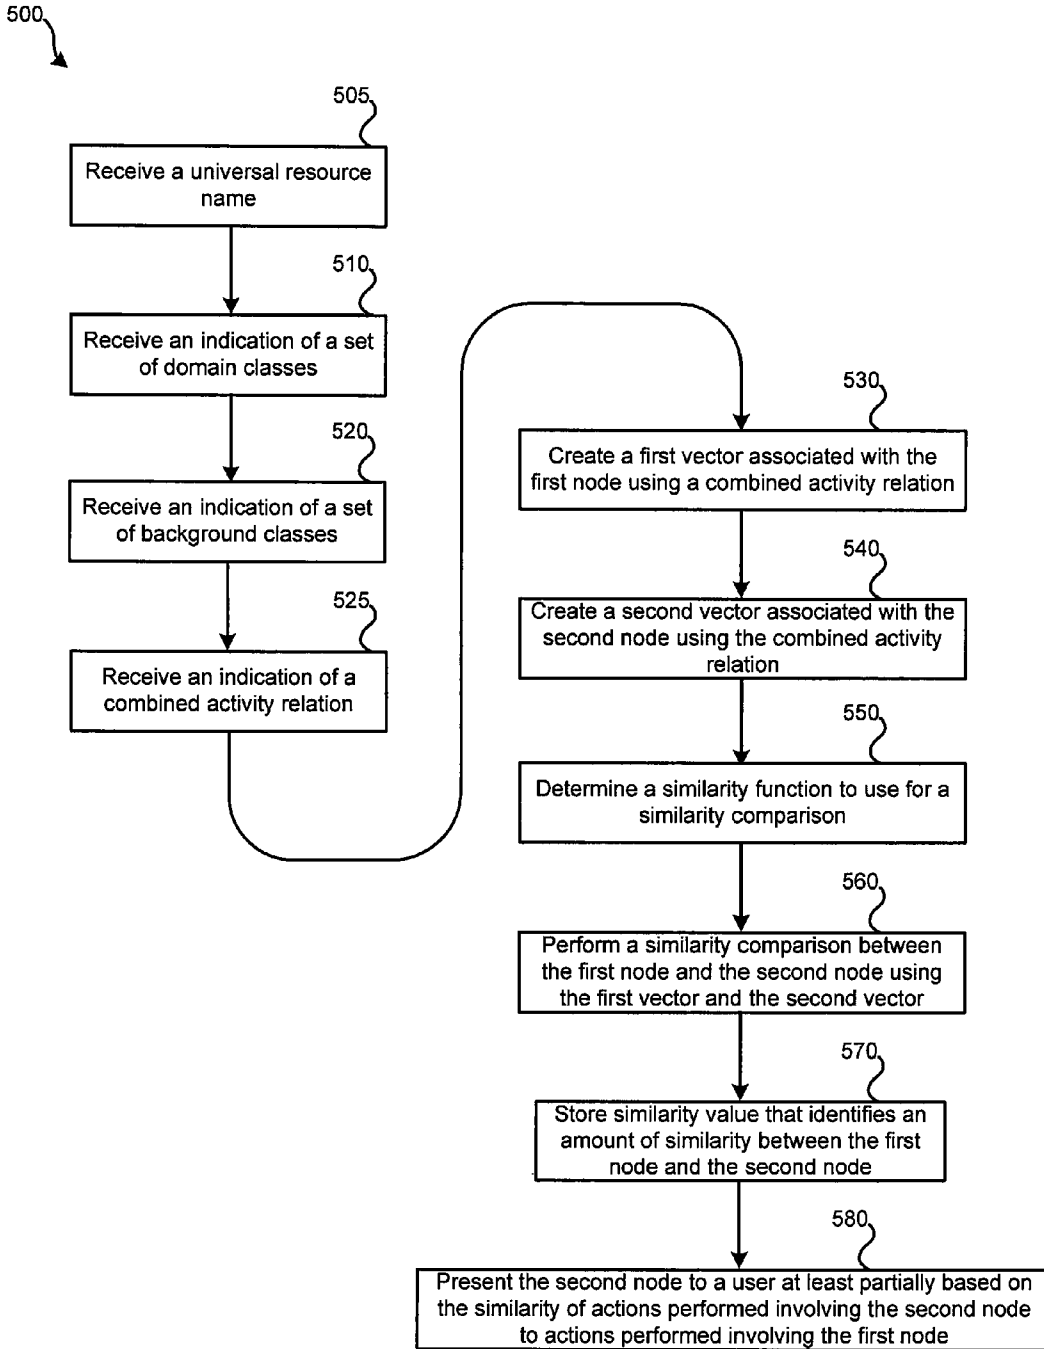 500
505
Receive a universal resource
name
510
Receive an indication of a set
of domain classes
520
Receive an indication of a set
of background classes
525
Receive an indication of a
combined activity relation
530
Create a first vector associated with the
first node using a combined activity relation
540
Create a second vector associated with the
second node using the combined activity
relation
550
Determine a similarity function to use for a
similarity comparison
560
Perform a similarity comparison between
the first node and the second node using
the first vector and the second vector
570
Store similarity value that identifies an
amount of similarity between the first
node and the second node
580
Present the second node to a user at least partially based on
the similarity of actions performed involving the second node
to actions performed involving the first node